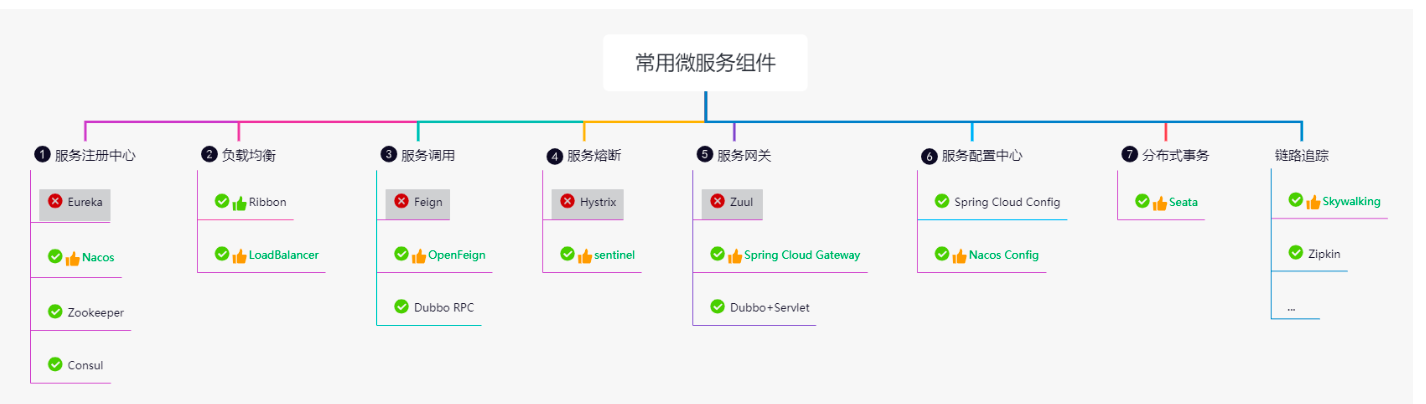 常用微服务组件
1 服务注册中心
Eureka
Nacos
Zookeeper
Consul
2 负载均衡
Ribbon
LoadBalancer
3 服务调用
Feign
OpenFeign
Dubbo RPC
4 服务熔断
Hystrix
sentinel
5 服务网关
Zuul
Spring Cloud Gateway
Dubbo+Servlet
6 服务配置中心
Spring Cloud Config
Nacos Config
7 分布式事务
Seata
链路追踪
Skywalking
Zipkin
...